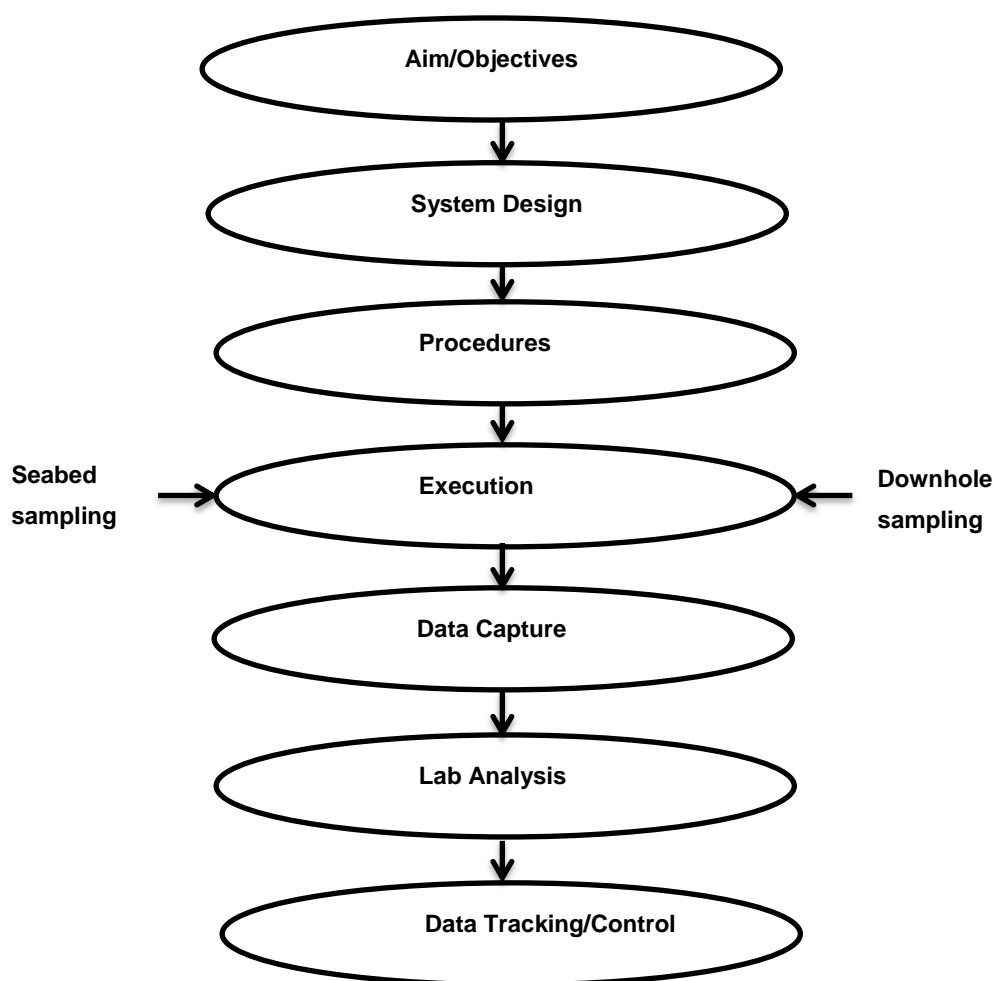 Aim/Objectives
System Design
Procedures
Seabed
sampling
Execution
Downhole
sampling
Data Capture
Lab Analysis
Data Tracking/Control